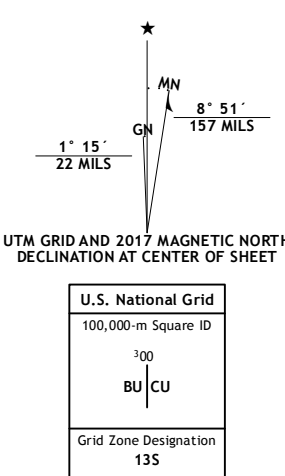 ★
MN
8° 51´
157 MILS
GN
1° 15´
22 MILS
UTM GRID AND 2017 MAGNETIC NORTH
DECLINATION AT CENTER OF SHEET
U.S. National Grid
100,000-m Square ID
³00
BU CU
Grid Zone Designation
13S